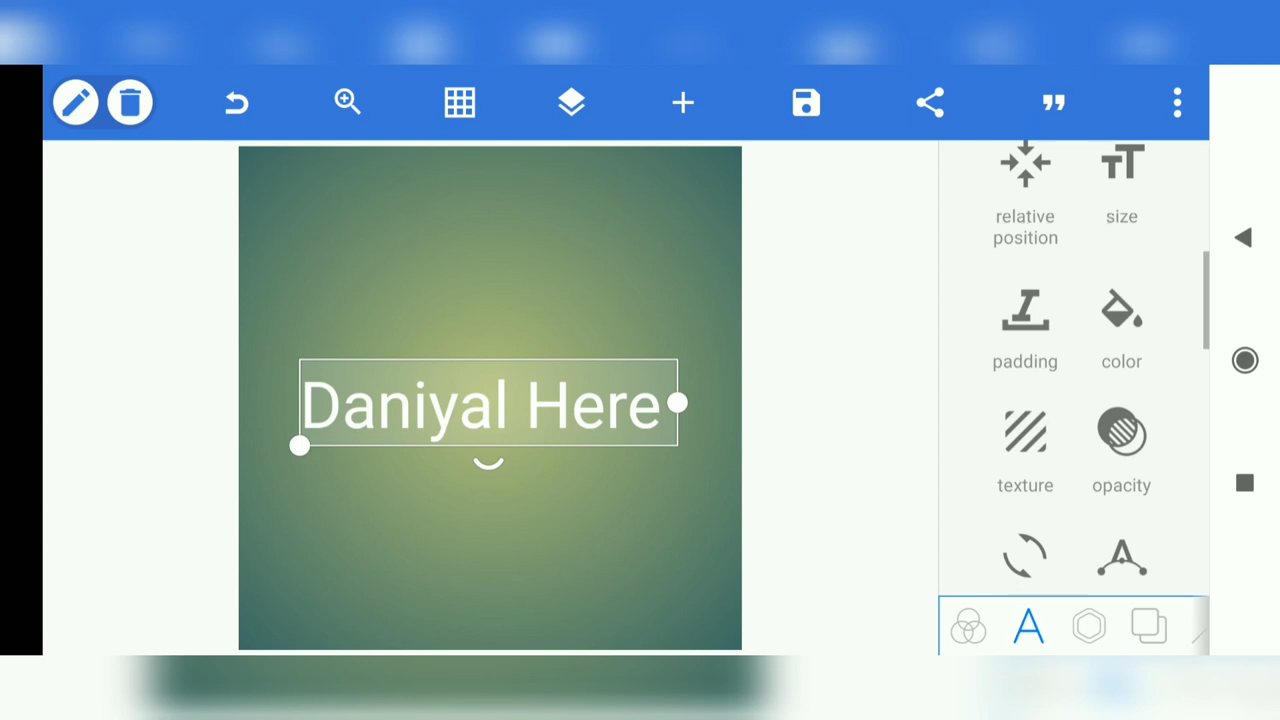 relative
position
size
padding
color
Daniyal Here
texture
opacity